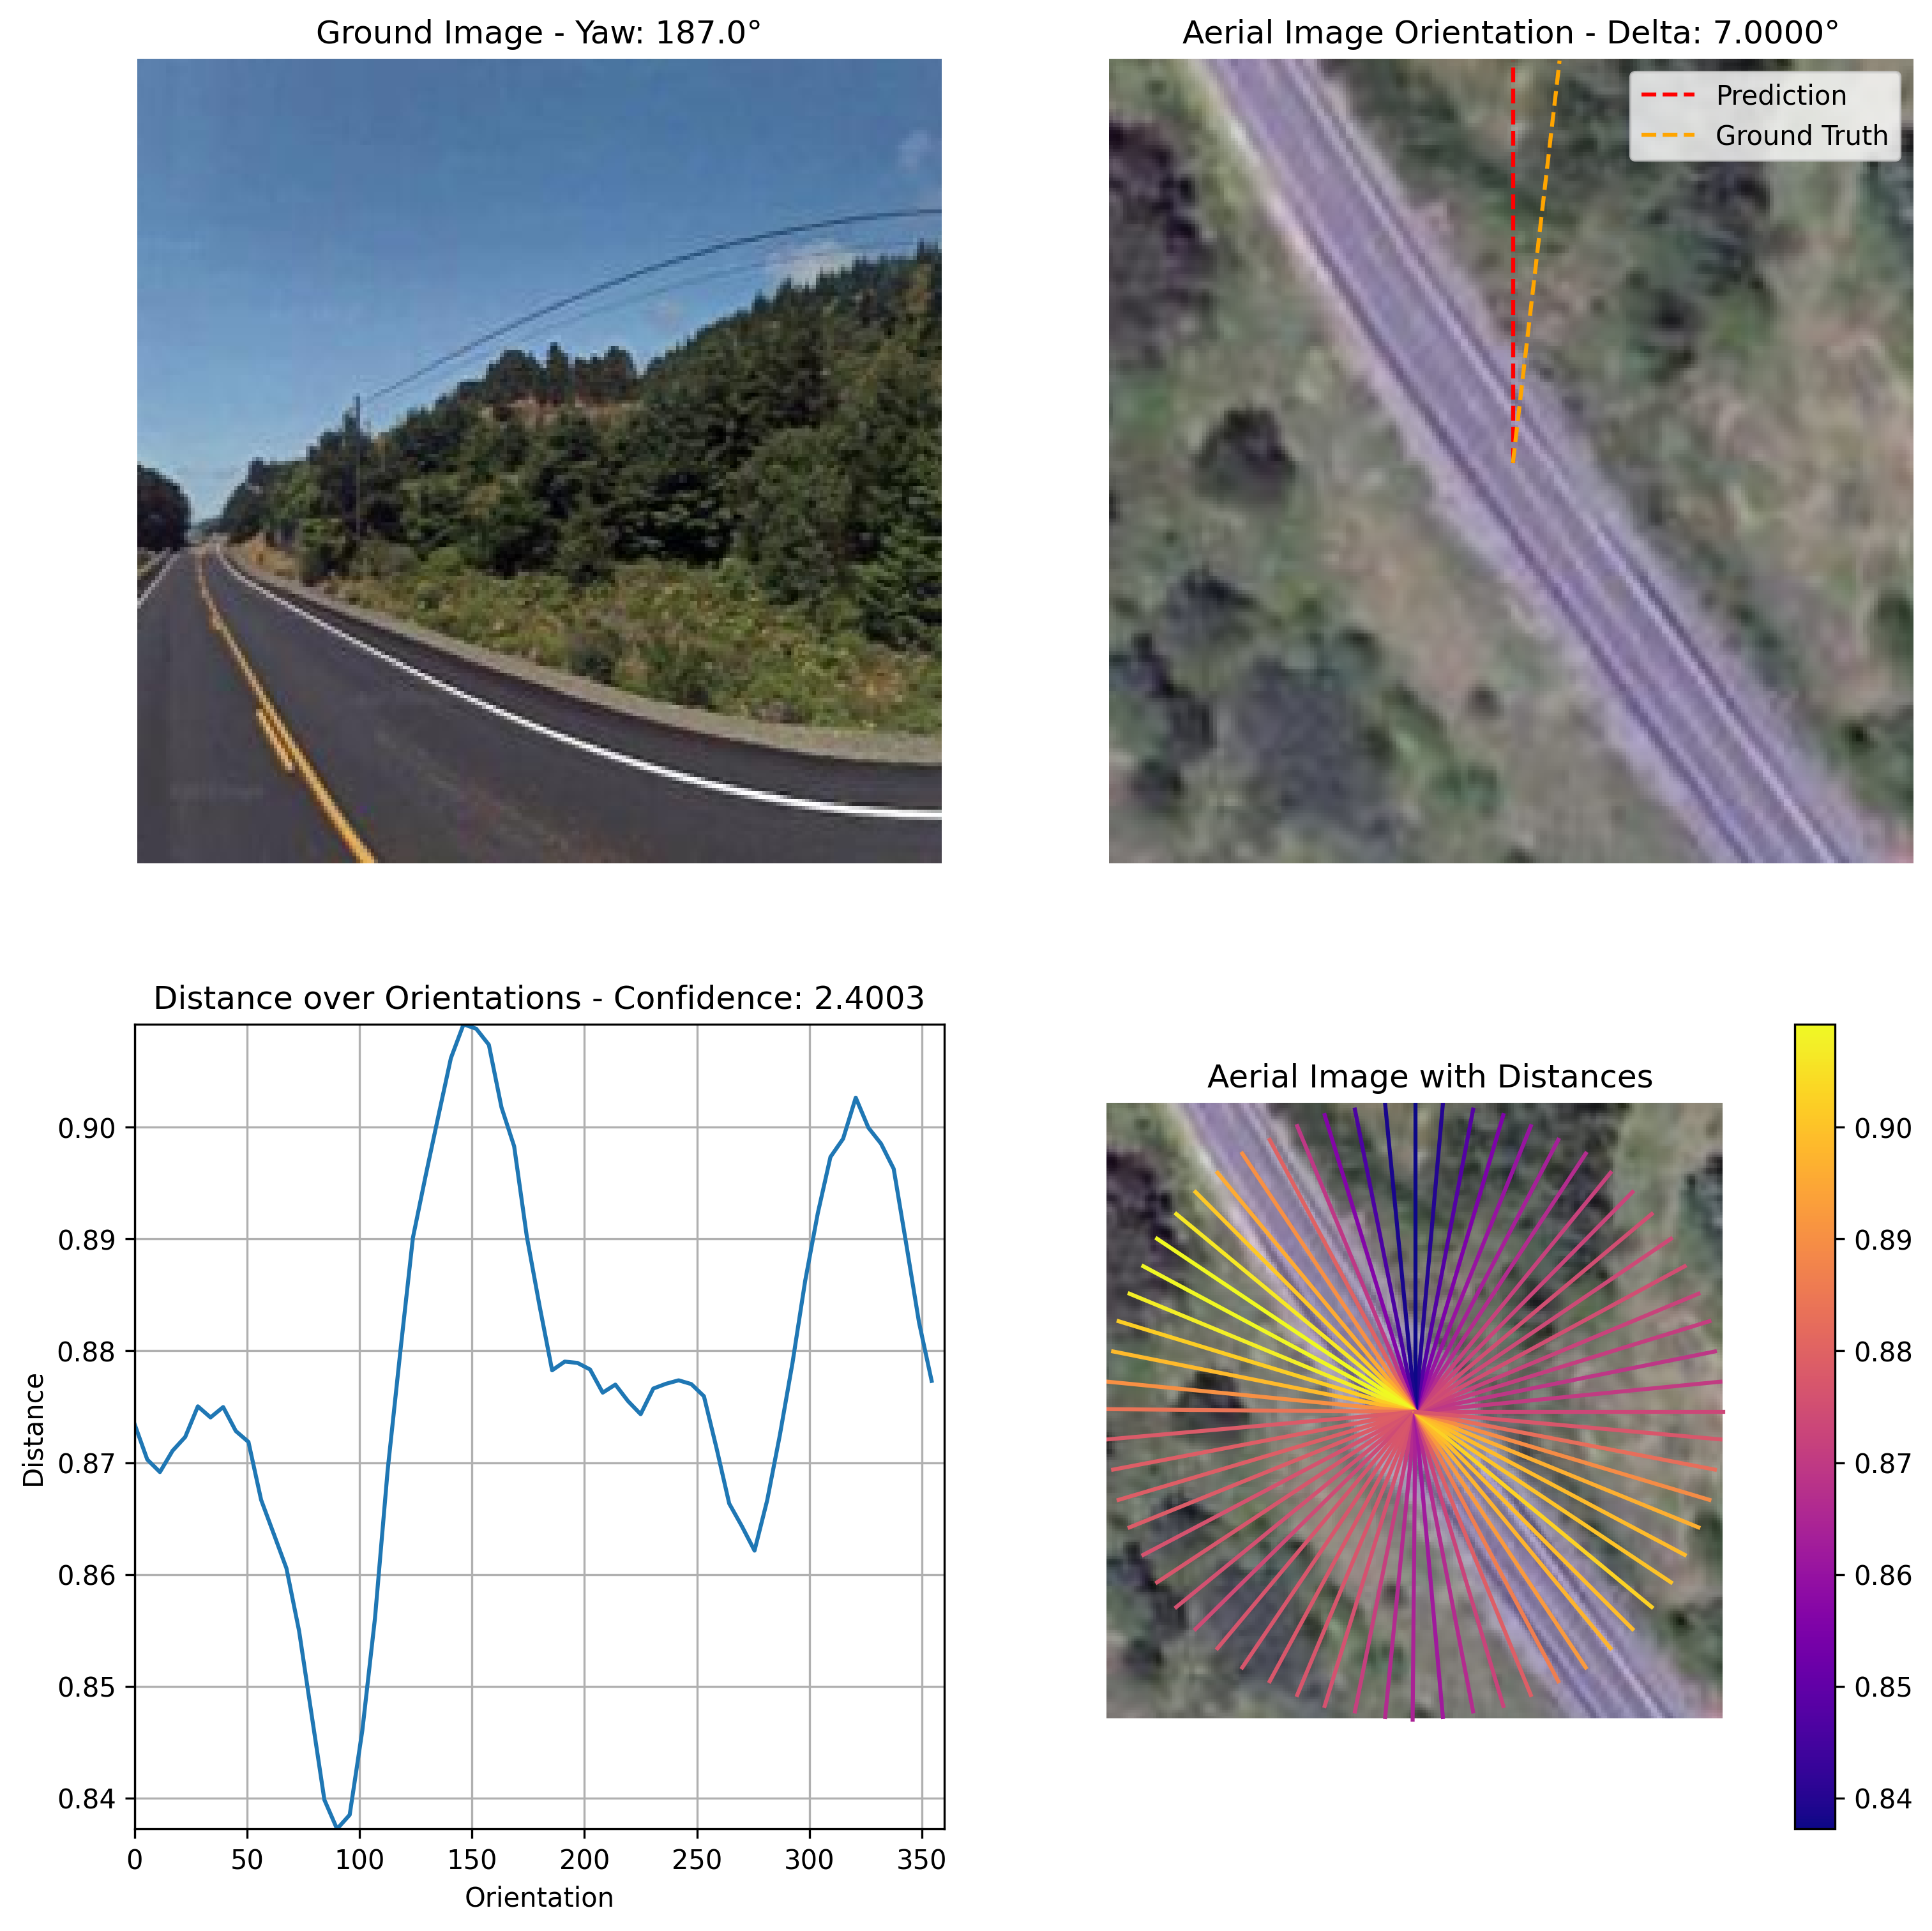 Ground Image - Yaw: 187.0°
Aerial Image Orientation - Delta: 7.0000°
Prediction
Ground Truth
Distance over Orientations - Confidence: 2.4003
Distance
0.90
0.89
0.88
0.87
0.86
0.85
0.84
0 50 100 150 200 250 300 350
Orientation
Aerial Image with Distances
0.90
0.89
0.88
0.87
0.86
0.85
0.84